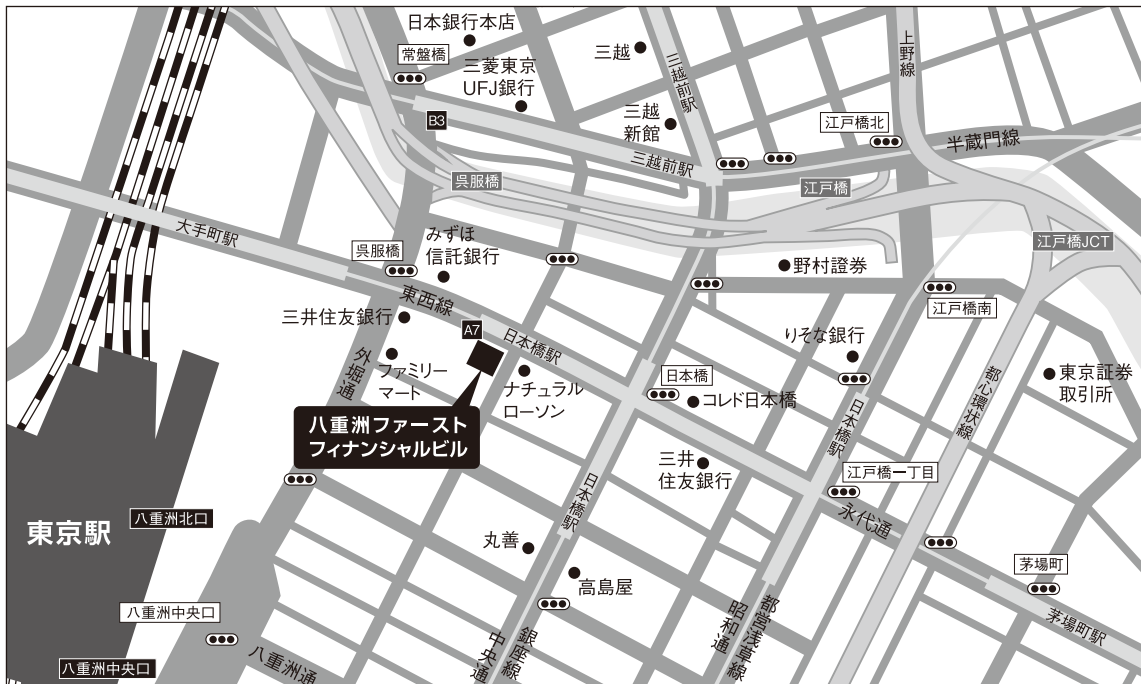 日本銀行本店
常盤橋
三菱東京
UFJ銀行
三越
三越前駅
上野線
B3
三越
新館
江戸橋北
三越前駅
半蔵門線
呉服橋
江戸橋
大手町駅
呉服橋
みずほ
信託銀行
野村證券
江戸橋JCT
東西線
江戸橋南
三井住友銀行
A7
日本橋駅
りそな銀行
外堀通
ファミリー
マート
ナチュラル
ローソン
日本橋
コレド日本橋
都心環状線
東京証券
取引所
八重洲ファースト
フィナンシャルビル
日本橋駅
三井
住友銀行
江戸橋一丁目
日本橋駅
永代通
東京駅
八重洲北口
丸善
高島屋
茅場町
八重洲中央口
茅場町駅
八重洲中央口
八重洲通
中央通
銀座線
昭和通
都営浅草線